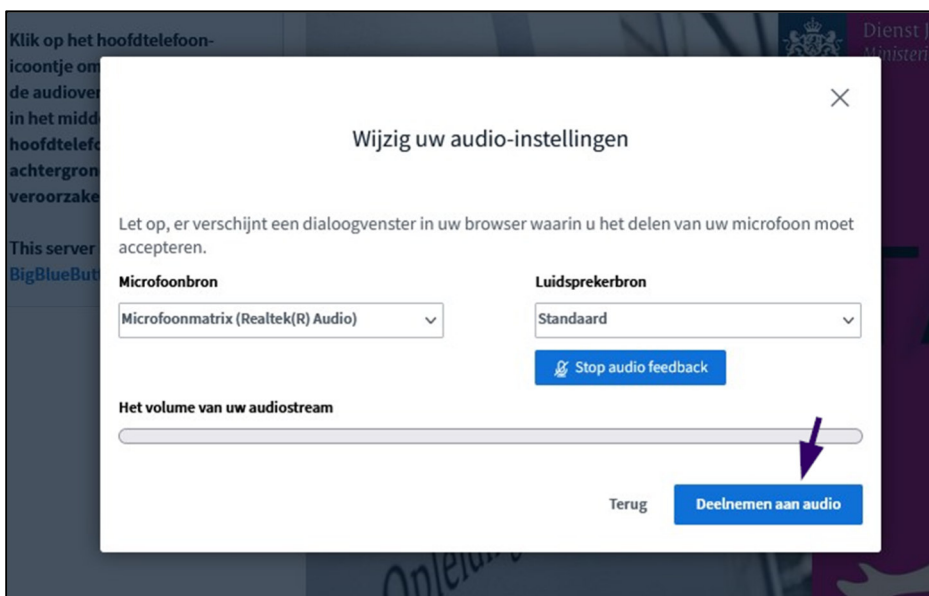 Klik op het hoofdtelefoon-
icoontje om
de audiover
in het midd
hoofdtelefo
achtergron
veroorzake
This server
BigBlueBut
Dienst J
Ministeri
Wijzig uw audio-instellingen
Let op, er verschijnt een dialoogvenster in uw browser waarin u het delen van uw microfoon moet
accepteren.
Microfoonbron
Luidsprekerbron
Microfoonmatrix (Realtek(R) Audio)
Standaard
Stop audio feedback
Het volume van uw audiostream
Terug
Deelnemen aan audio
Opleiding